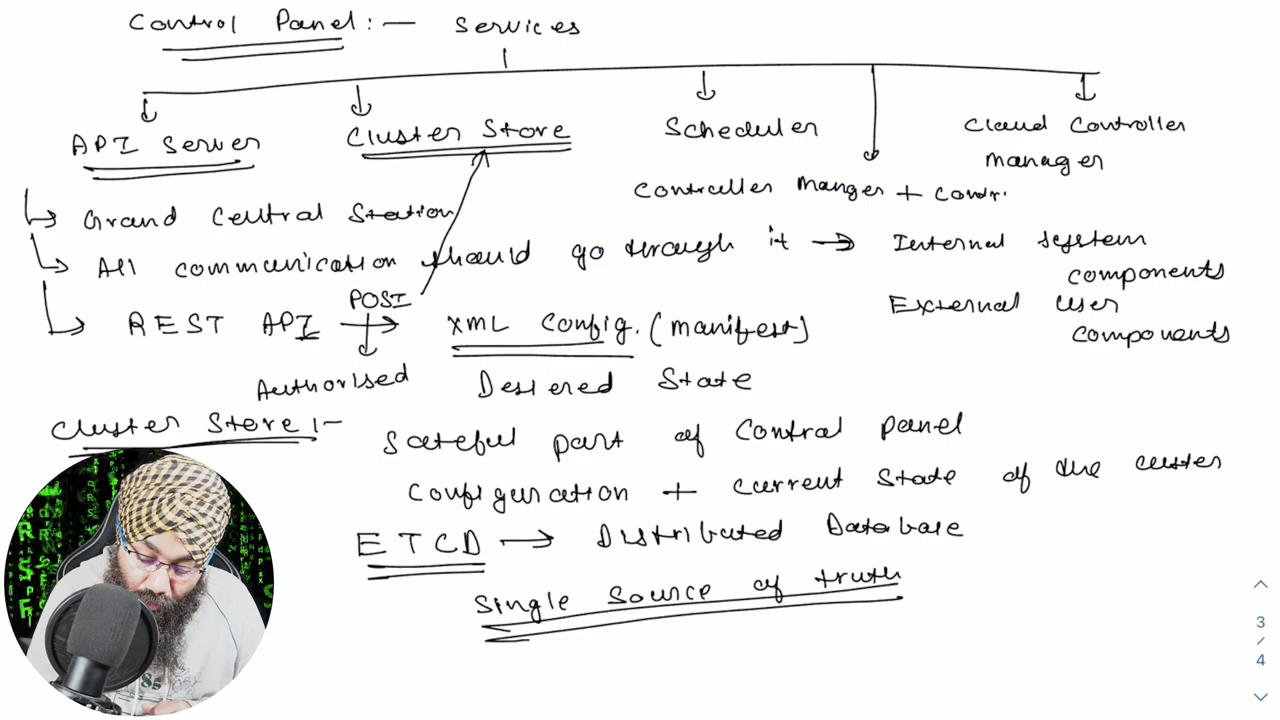 Control Panel :— Services
API Server
Cluster Store
Scheduler
Cloud Controller
manager
Controller Manger + Contr
Grand Central Station
All communication should go through it → Internal system
components
External user
components
REST API → XML Config. (Manifest)
POST
Authorised
Desired State
Cluster Store :—
Sateful part of Control Panel
Configuration + current State of the cluster
ETCD → Distributed Database
Single Source of truth
3
/
4
85